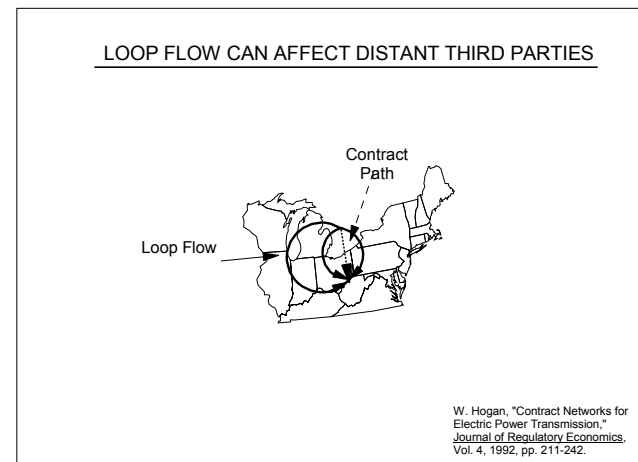 LOOP FLOW CAN AFFECT DISTANT THIRD PARTIES
Contract
Path
Loop Flow
W. Hogan, "Contract Networks for
Electric Power Transmission,"
Journal of Regulatory Economics,
Vol. 4, 1992, pp. 211-242.